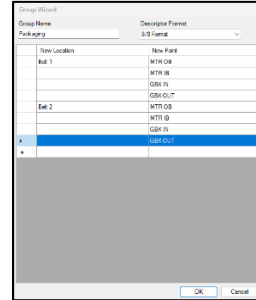 Group Wizard
Group Name Descriptor Format
Packaging 8/8 Format
New Location New Point
Belt 1 MTR OB
MTR IB
GBX IN
GBX OUT
Belt 2 MTR OB
MTR IB
GBX IN
GBX OUT
OK Cancel